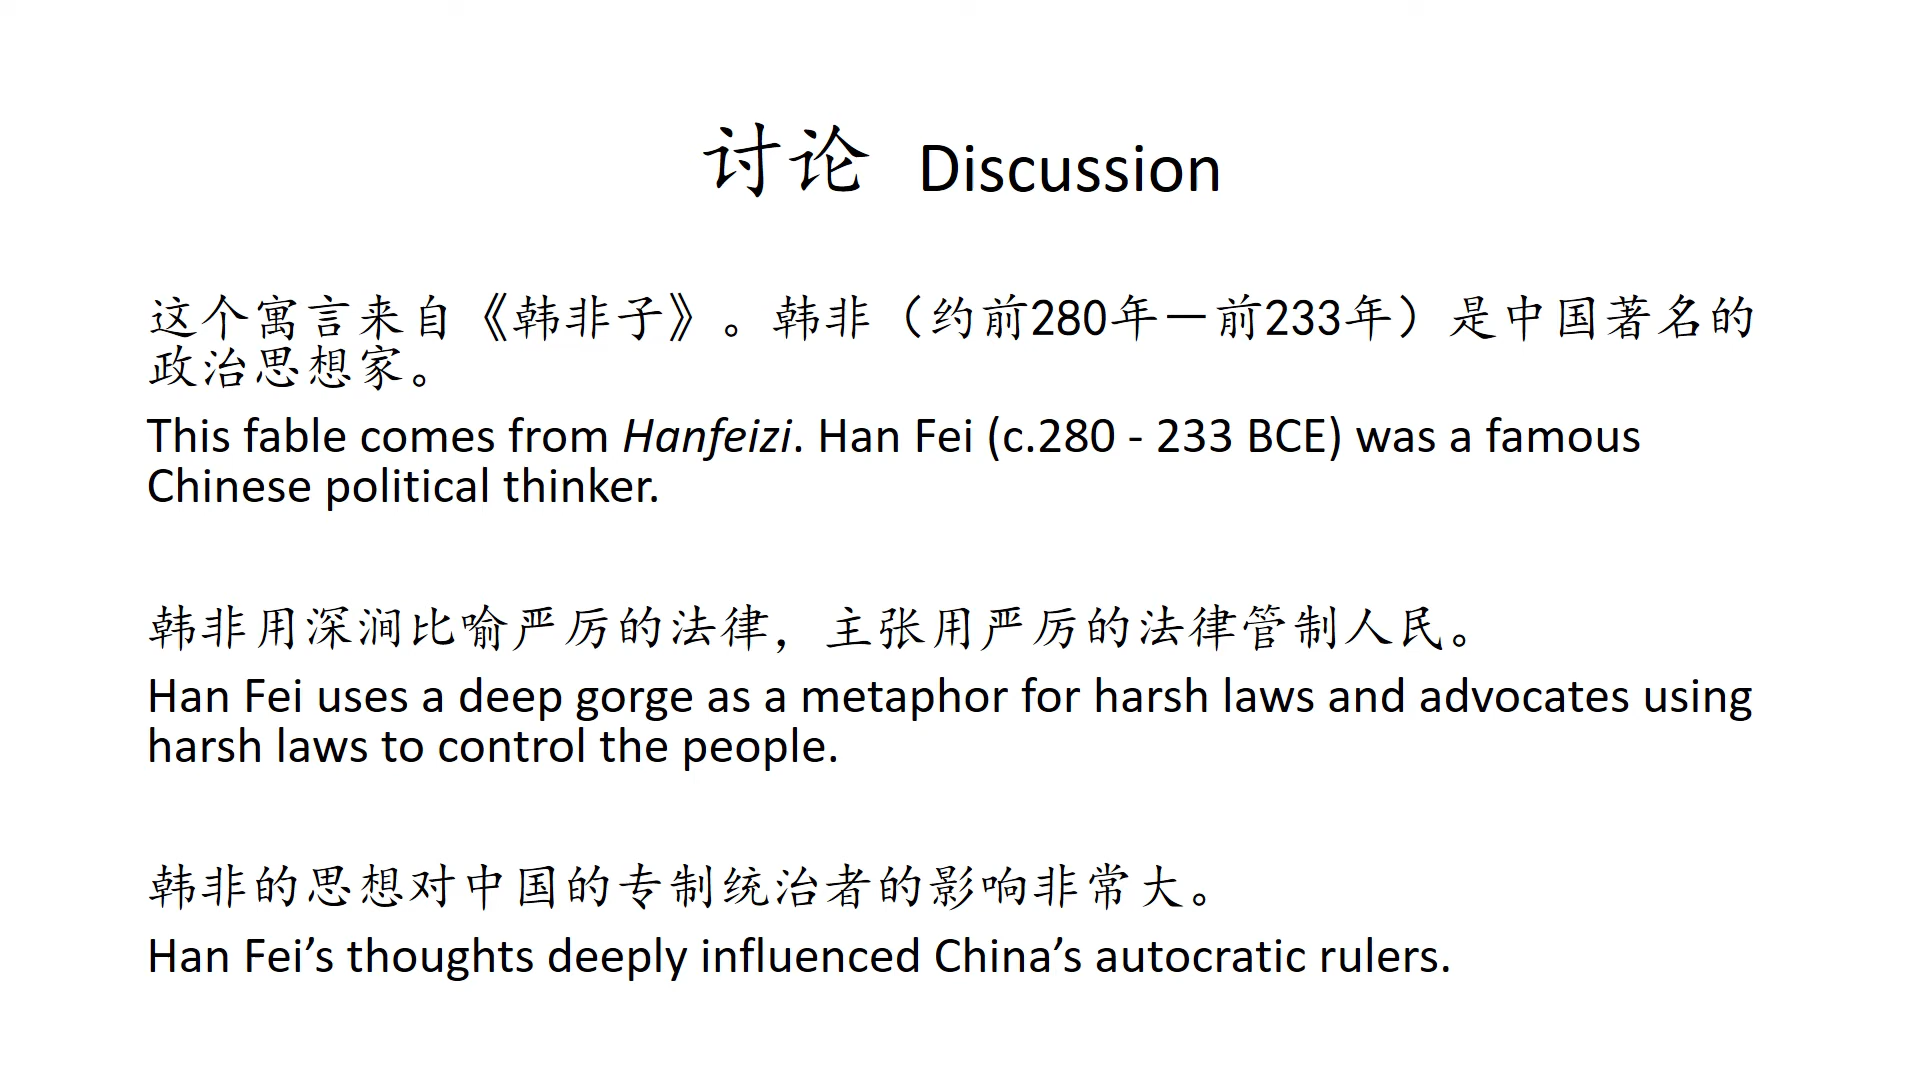 讨论 Discussion
这个寓言来自《韩非子》。韩非（约前280年－前233年）是中国著名的
政治思想家。
This fable comes from Hanfeizi. Han Fei (c.280 - 233 BCE) was a famous
Chinese political thinker.
韩非用深涧比喻严厉的法律，主张用严厉的法律管制人民。
Han Fei uses a deep gorge as a metaphor for harsh laws and advocates using
harsh laws to control the people.
韩非的思想对中国的专制统治者的影响非常大。
Han Fei’s thoughts deeply influenced China’s autocratic rulers.